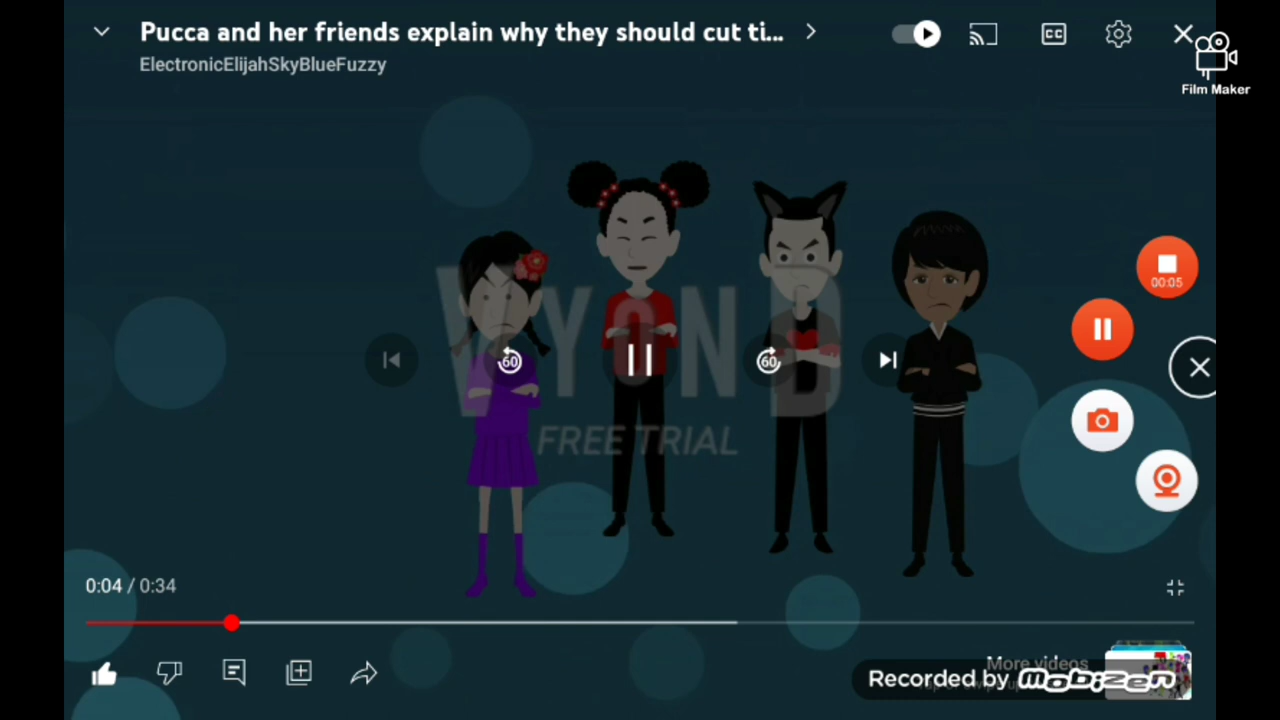 Pucca and her friends explain why they should cut ti...
ElectronicElijahSkyBlueFuzzy
CC
Film Maker
00:05
VYOND
60
60
FREE TRIAL
0:04 / 0:34
More videos
Recorded by mobizen